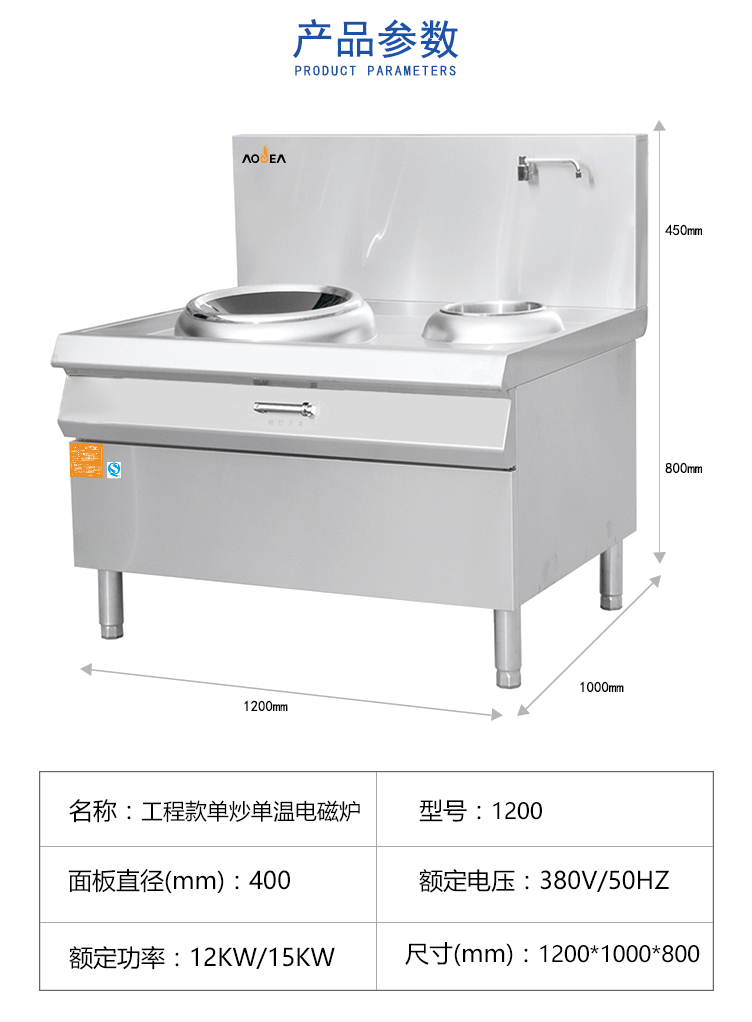 产品参数
PRODUCT PARAMETERS
AODEA
450mm
800mm
1000mm
1200mm
名称：工程款单炒单温电磁炉
型号：1200
面板直径(mm)：400
额定电压：380V/50HZ
额定功率：12KW/15KW
尺寸(mm)：1200*1000*800